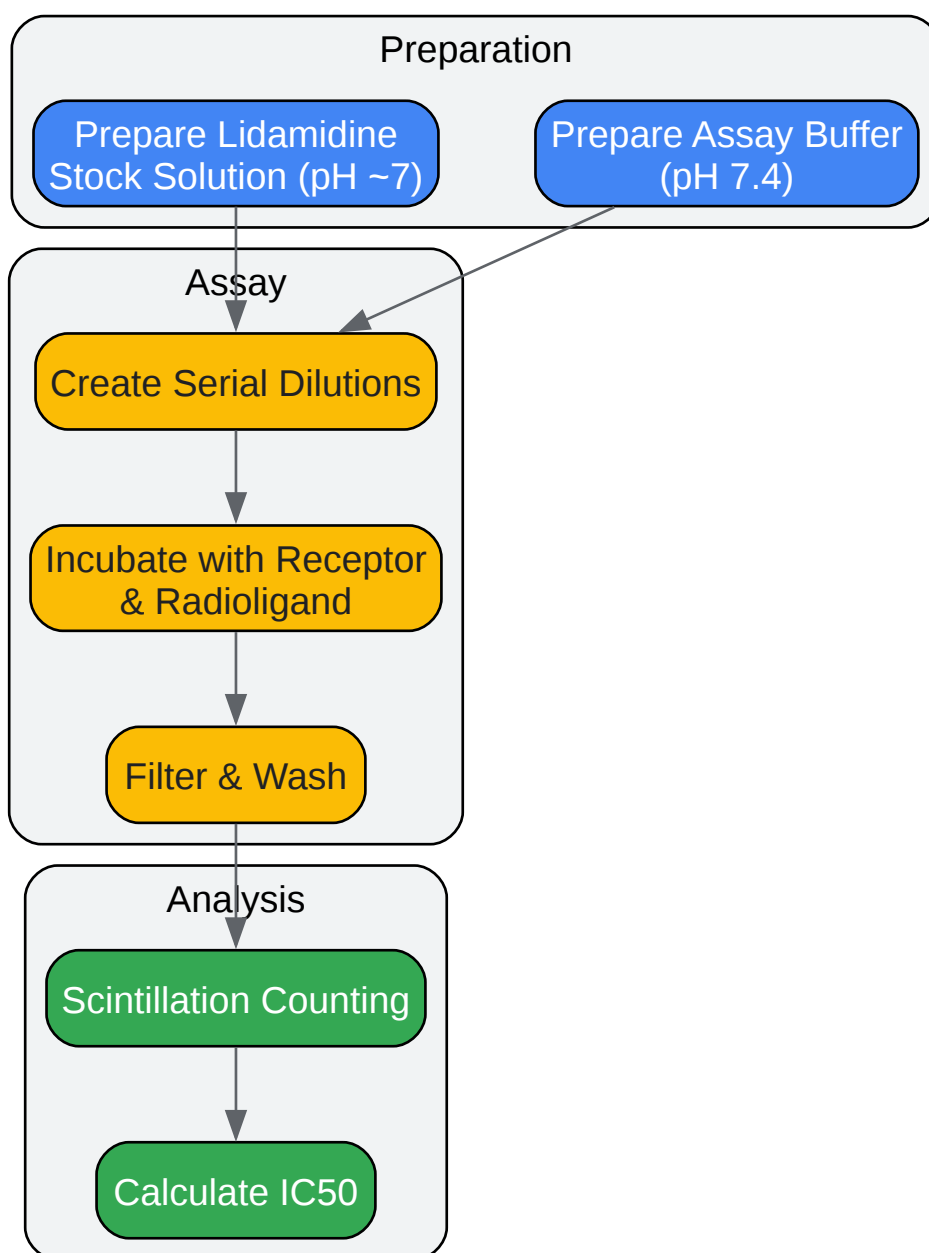 Preparation
Prepare Lidamidine
Stock Solution (pH ~7)
Prepare Assay Buffer
(pH 7.4)
Assay
Create Serial Dilutions
Incubate with Receptor
& Radioligand
Filter & Wash
Analysis
Scintillation Counting
Calculate IC50